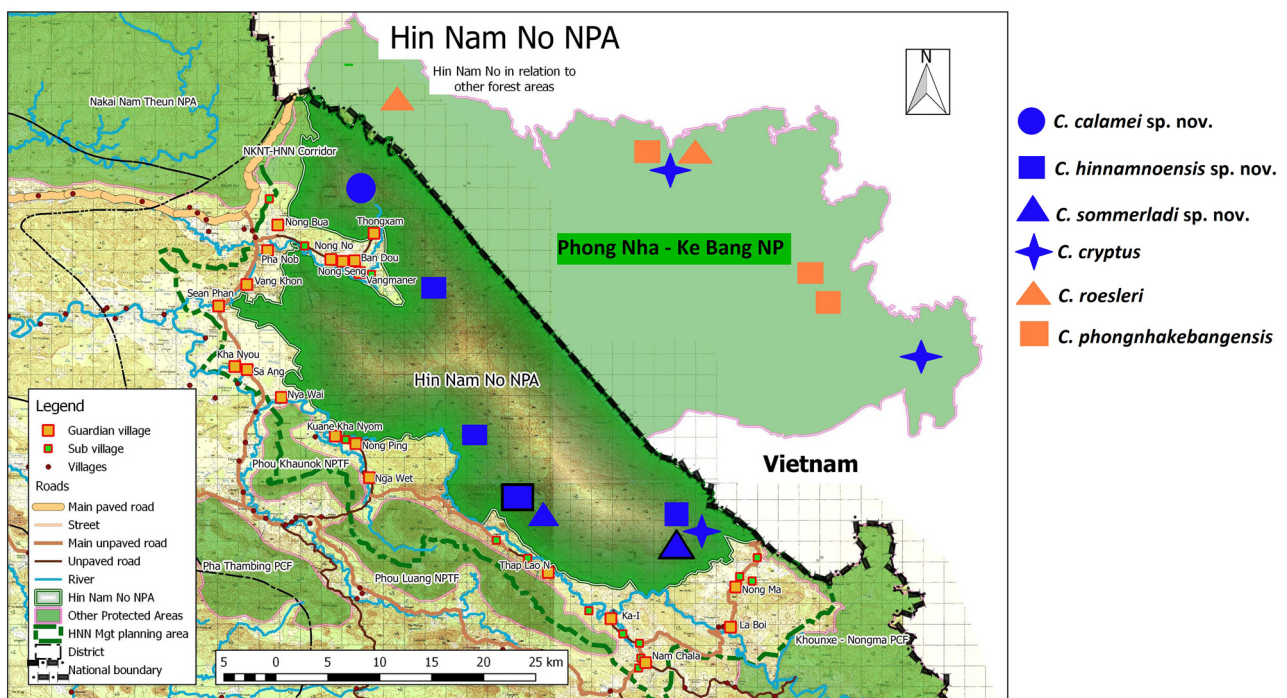 Hin Nam No NPA
Hin Nam No in relation to
other forest areas
N
Nakai Nam Theun NPA
NKNT-HNN Corridor
Nong Bua
Thongxam
Nong No
Pha Nob
Ban Dou
Nong Seng
Vangmaner
Vang Khon
Sean Phan
Phong Nha - Ke Bang NP
Kha Nyou
Sa Ang
Hin Nam No NPA
Nya Wai
Kuane Kha Nyom
Nong Ping
Phou Khaunok NPTF
Nga Wet
Vietnam
Pha Thambing PCF
Phou Luang NPTF
Thap Lao N
Nong Ma
Ka-I
La Boi
Khounxe - Nongma PCF
Nam Chala
5 0 5 10 15 20 25 km
Legend
Guardian village
Sub village
Villages
Roads
Main paved road
Street
Main unpaved road
Unpaved road
River
Hin Nam No NPA
Other Protected Areas
HNN Mgt planning area
District
National boundary
C. calamei sp. nov.
C. hinnamnoensis sp. nov.
C. sommerladi sp. nov.
C. cryptus
C. roesleri
C. phongnhakebangensis